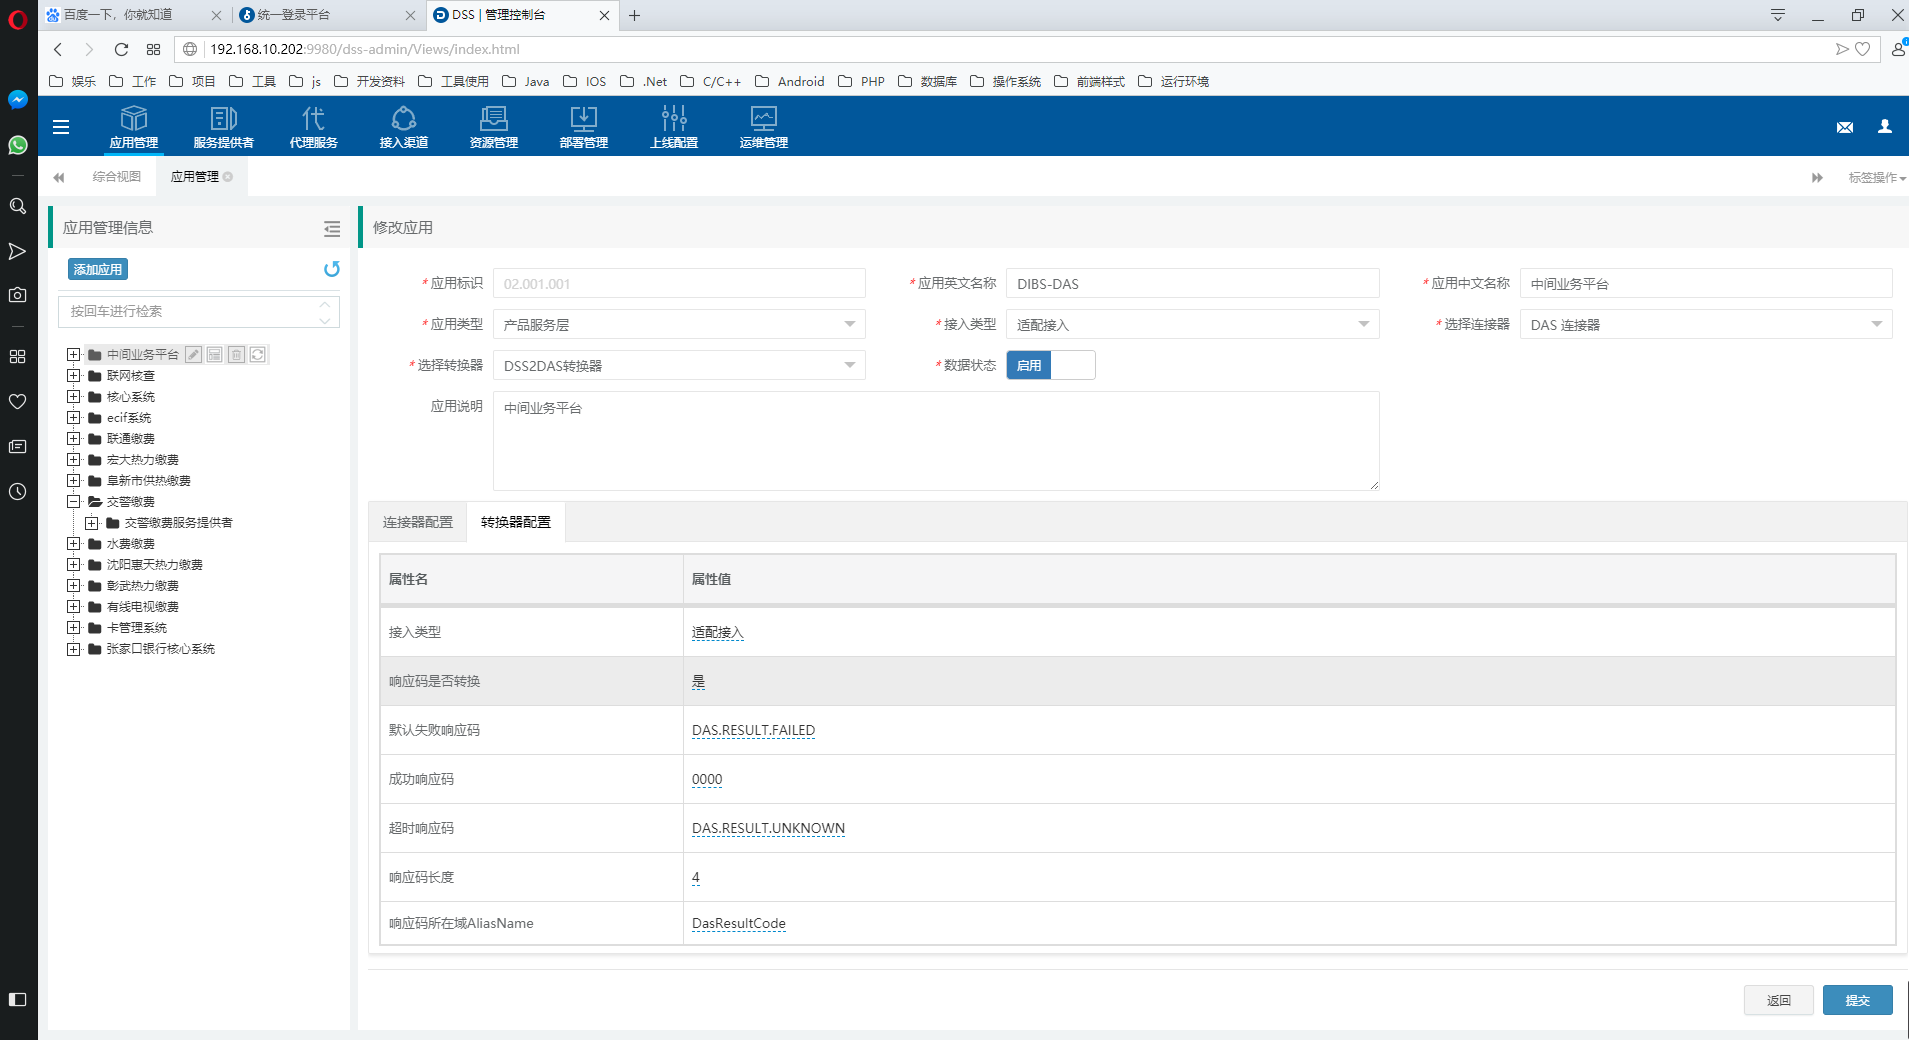 百度一下，你就知道
统一登录平台
DSS | 管理控制台
192.168.10.202:9980/dss-admin/Views/index.html
娱乐 工作 项目 工具 js 开发资料 工具使用 Java IOS .Net C/C++ Android PHP 数据库 操作系统 前端样式 运行环境
应用管理 服务提供者 代理服务 接入渠道 资源管理 部署管理 上线配置 运维管理
综合视图 应用管理 标签操作
应用管理信息
添加应用
按回车进行检索
中间业务平台
联网核查
核心系统
ecif系统
联通缴费
宏大热力缴费
阜新市供热缴费
交警缴费
交警缴费服务提供者
水费缴费
沈阳惠天热力缴费
彰武热力缴费
有线电视缴费
卡管理系统
张家口银行核心系统
修改应用
*应用标识 02.001.001 *应用英文名称 DIBS-DAS *应用中文名称 中间业务平台
*应用类型 产品服务层 *接入类型 适配接入 *选择连接器 DAS 连接器
*选择转换器 DSS2DAS转换器 *数据状态 启用
应用说明 中间业务平台
连接器配置 转换器配置
属性名 属性值
接入类型 适配接入
响应码是否转换 是
默认失败响应码 DAS.RESULT.FAILED
成功响应码 0000
超时响应码 DAS.RESULT.UNKNOWN
响应码长度 4
响应码所在域AliasName DasResultCode
返回 提交